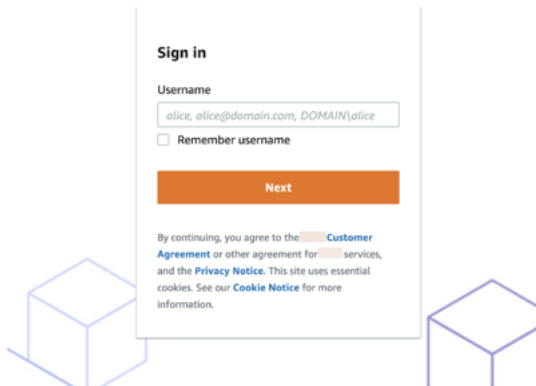 Sign in
Username
alice, alice@domain.com, DOMAIN\alice
Remember username
Next
By continuing, you agree to the Customer
Agreement or other agreement for services,
and the Privacy Notice. This site uses essential
cookies. See our Cookie Notice for more
information.